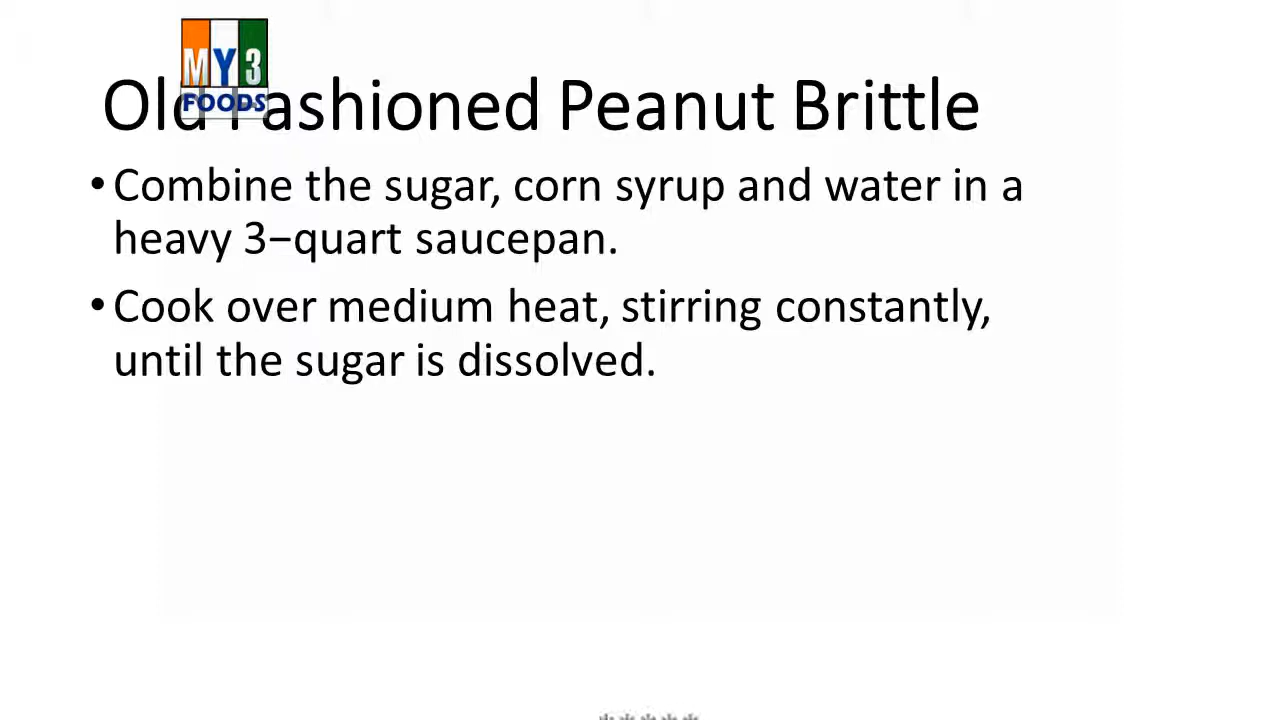 MY3
FOODS
Old Fashioned Peanut Brittle
•Combine the sugar, corn syrup and water in a
heavy 3−quart saucepan.
•Cook over medium heat, stirring constantly,
until the sugar is dissolved.